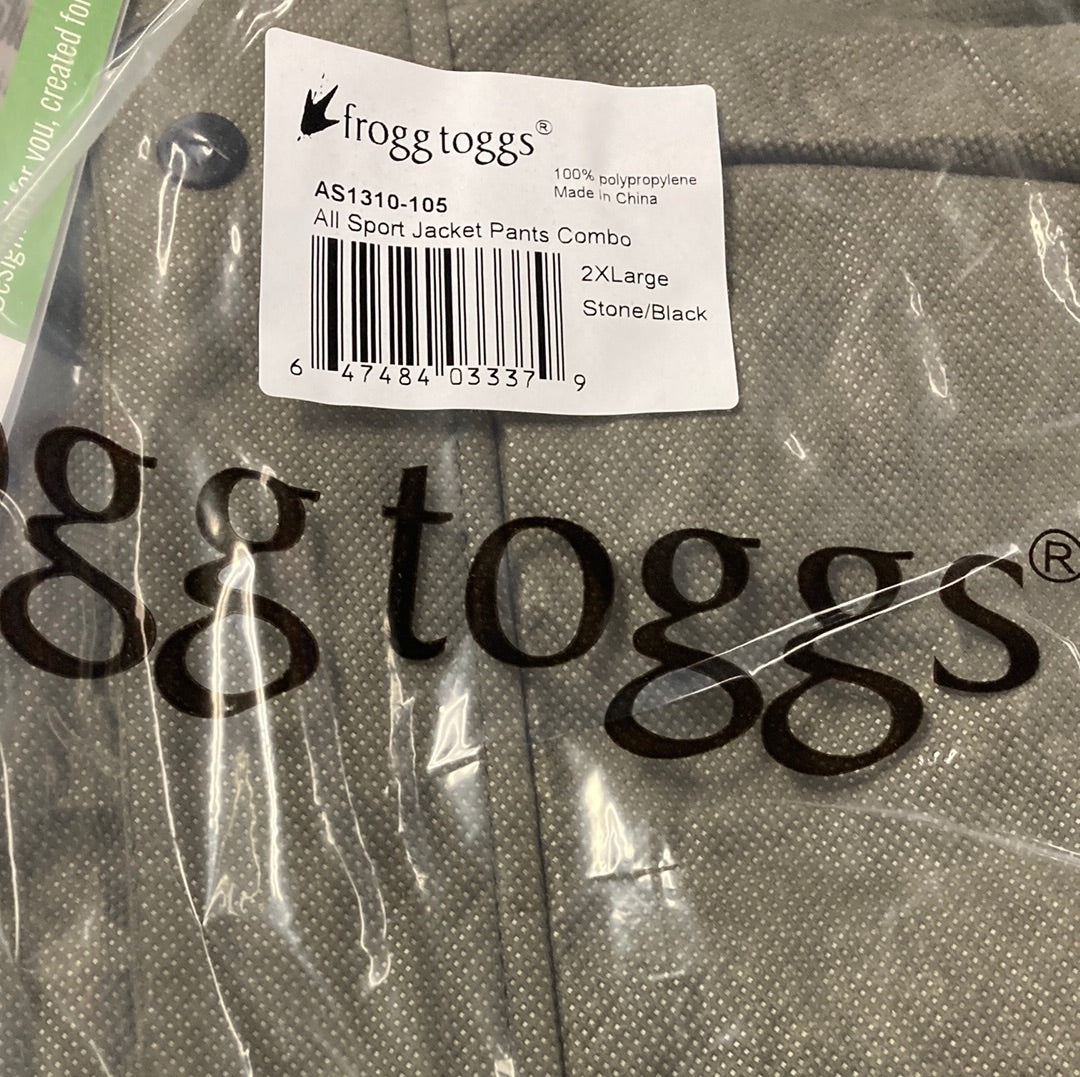 for you, created for
frogg toggs®
100% polypropylene
Made in China
AS1310-105
All Sport Jacket Pants Combo
2XLarge
Stone/Black
6 47484 03337 9
gg toggs®